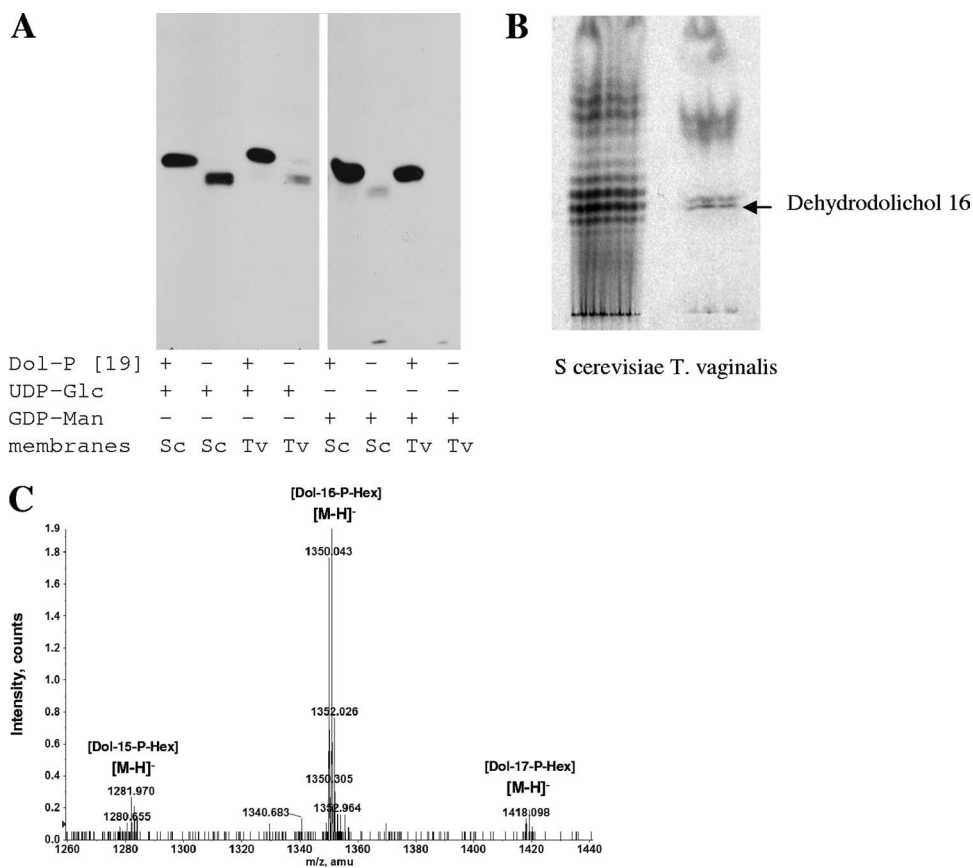 A
B
Dehydrodolichol 16
S cerevisiae T. vaginalis
Dol-P [19] + - + - + - + -
UDP-Glc + + + + - - - -
GDP-Man - - - - + + + +
membranes Sc Sc Tv Tv Sc Sc Tv Tv
C
[Dol-16-P-Hex]
[M-H]-
1.9
1350.043
1.8
1.6
1.4
1.2
1.0
0.8
1352.026
0.6
[Dol-15-P-Hex]
[M-H]-
[Dol-17-P-Hex]
[M-H]-
0.4
1350.305
1281.970
0.2
1280.655
1340.683
1352.964
1418.098
0.0
1260 1280 1300 1320 1340 1360 1380 1400 1420 1440
m/z, amu
Intensity, counts